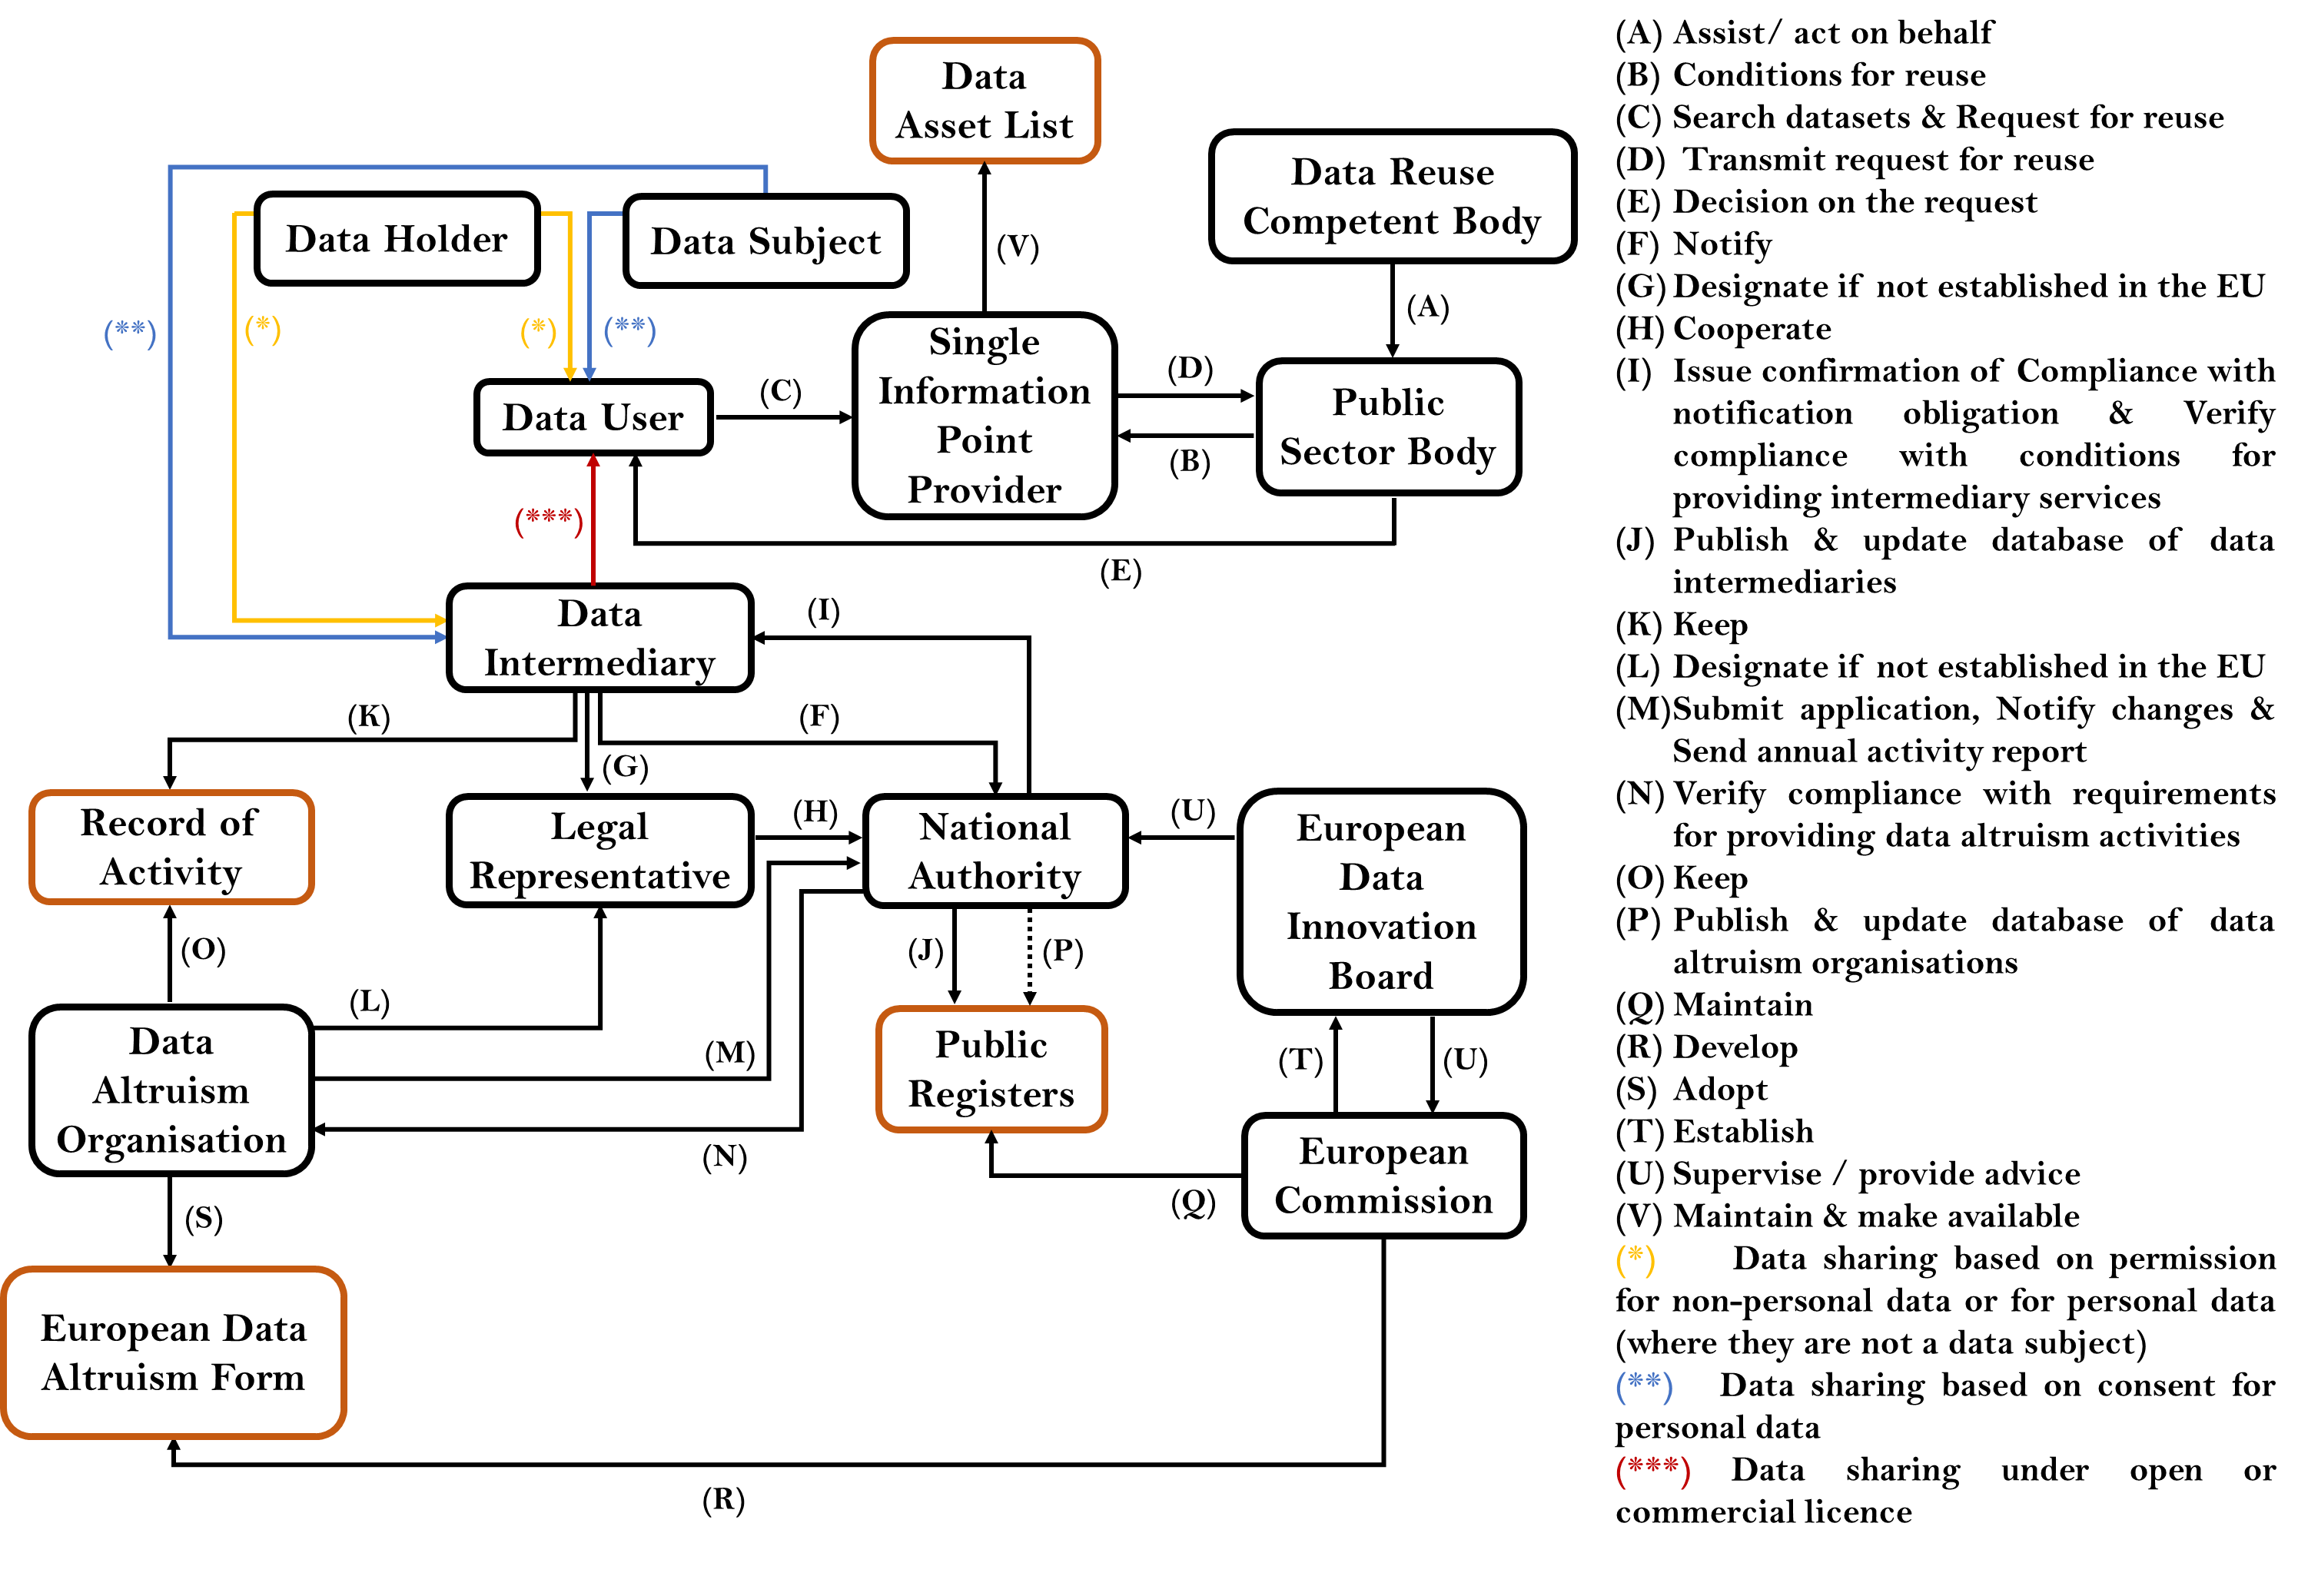 Data
Asset List
Data Reuse
Competent Body
Data Holder
Data Subject
(V)
(A)
(**)
(*)
(*)
(**)
Single
Information
Point
Provider
(D)
(B)
Public
Sector Body
Data User
(C)
(***)
(E)
Data
Intermediary
(I)
(K)
(F)
(G)
Record of
Activity
Legal
Representative
(H)
National
Authority
(U)
European
Data
Innovation
Board
(O)
(L)
(J)
(P)
(M)
Data
Altruism
Organisation
Public
Registers
(T)
(U)
(N)
(Q)
European
Commission
(S)
European Data
Altruism Form
(R)
(A) Assist/ act on behalf
(B) Conditions for reuse
(C) Search datasets & Request for reuse
(D) Transmit request for reuse
(E) Decision on the request
(F) Notify
(G) Designate if not established in the EU
(H) Cooperate
(I) Issue confirmation of Compliance with
notification obligation & Verify
compliance with conditions for
providing intermediary services
(J) Publish & update database of data
intermediaries
(K) Keep
(L) Designate if not established in the EU
(M)Submit application, Notify changes &
Send annual activity report
(N) Verify compliance with requirements
for providing data altruism activities
(O) Keep
(P) Publish & update database of data
altruism organisations
(Q) Maintain
(R) Develop
(S) Adopt
(T) Establish
(U) Supervise / provide advice
(V) Maintain & make available
(*) Data sharing based on permission
for non-personal data or for personal data
(where they are not a data subject)
(**) Data sharing based on consent for
personal data
(***) Data sharing under open or
commercial licence